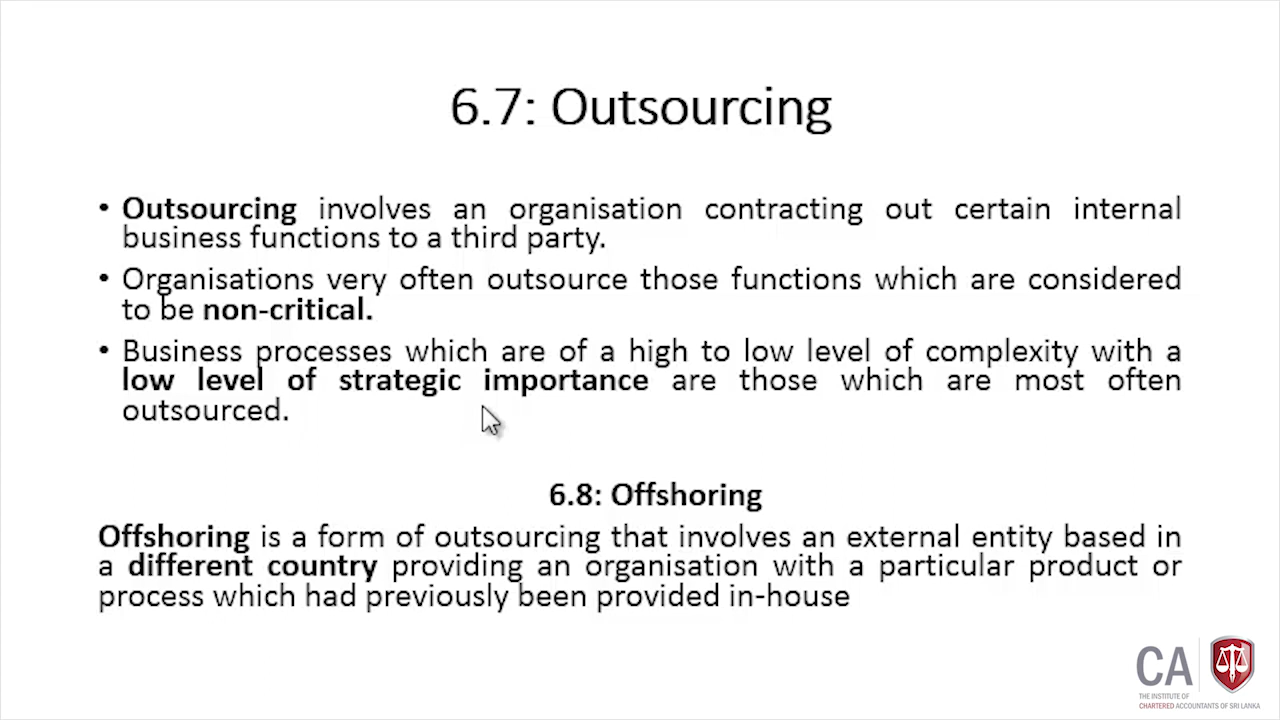 6.7: Outsourcing
• Outsourcing involves an organisation contracting out certain internal
business functions to a third party.
• Organisations very often outsource those functions which are considered
to be non-critical.
• Business processes which are of a high to low level of complexity with a
low level of strategic importance are those which are most often
outsourced.
6.8: Offshoring
Offshoring is a form of outsourcing that involves an external entity based in
a different country providing an organisation with a particular product or
process which had previously been provided in-house
CA
THE INSTITUTE OF
CHARTERED ACCOUNTANTS OF SRI LANKA